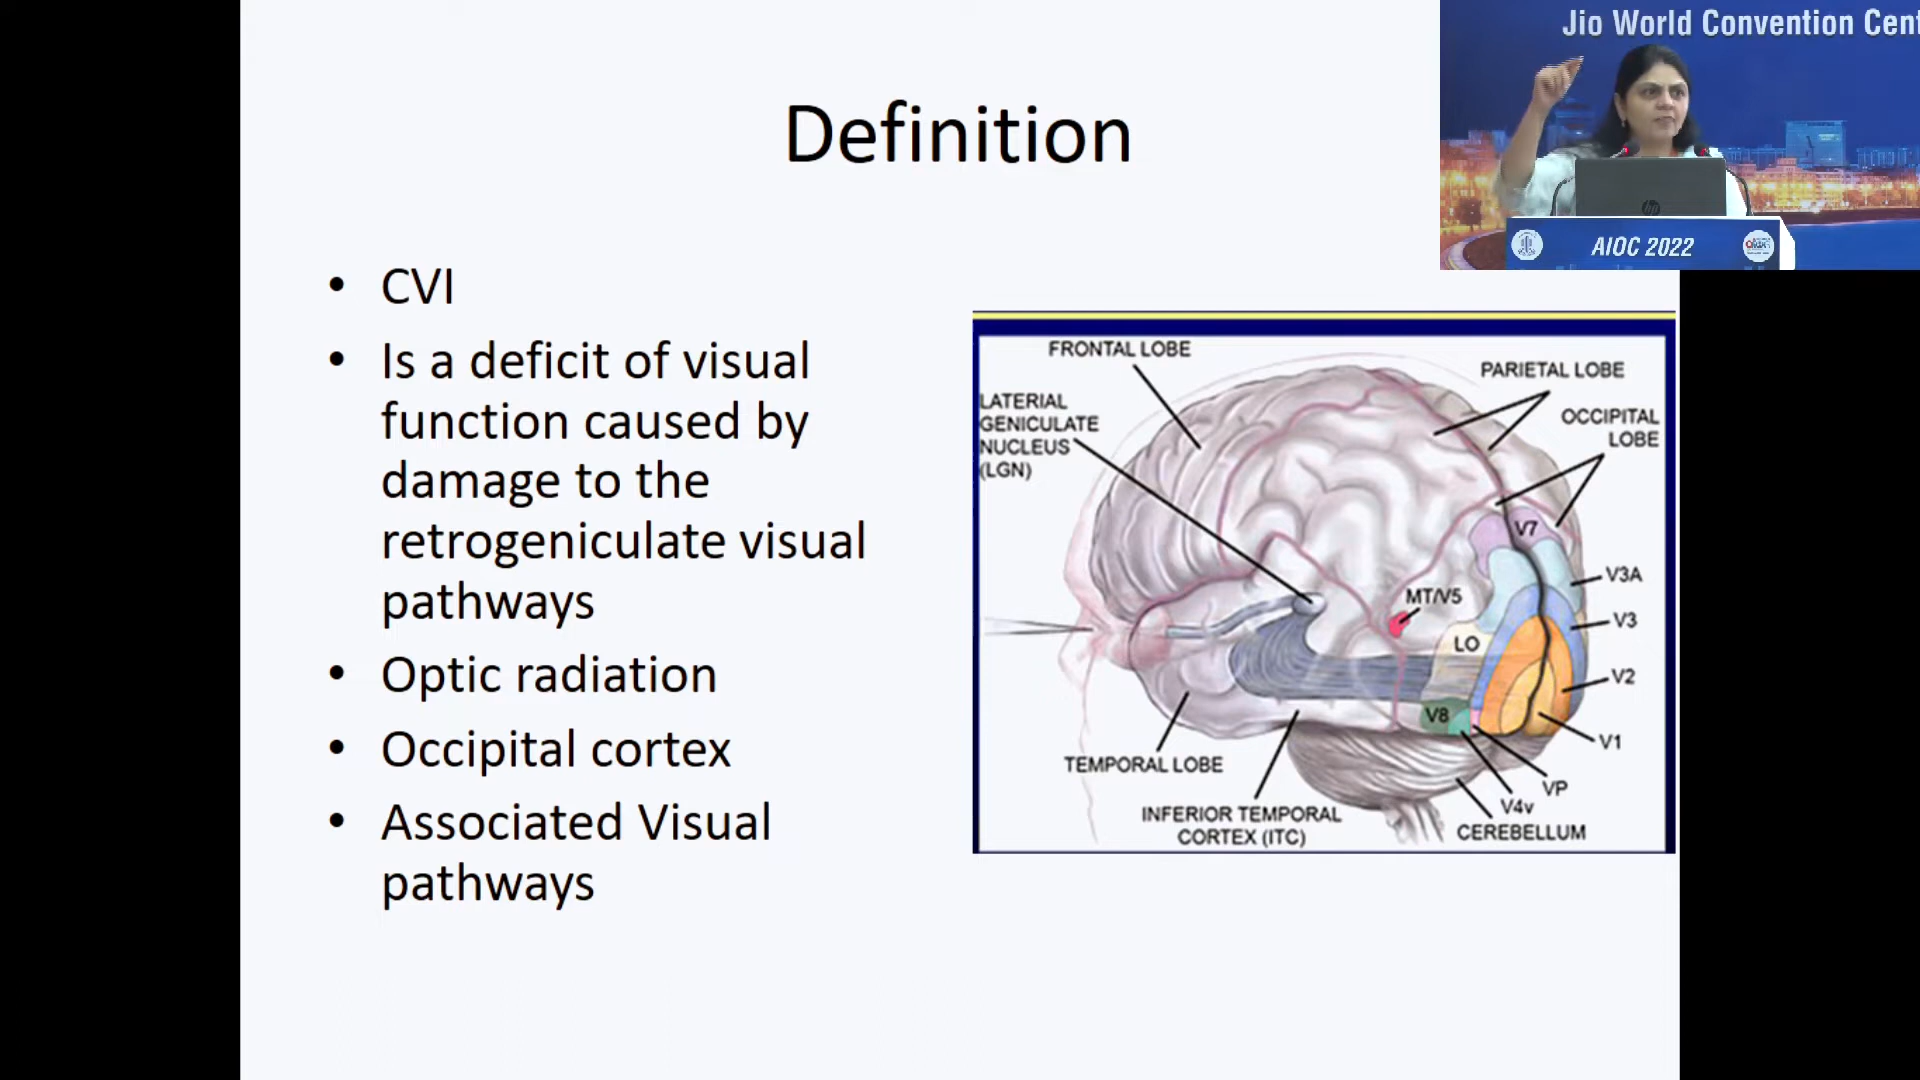 Jio World Convention Cent
AIOC 2022
hp
Definition
• CVI
• Is a deficit of visual
function caused by
damage to the
retrogeniculate visual
pathways
• Optic radiation
• Occipital cortex
• Associated Visual
pathways
FRONTAL LOBE
PARIETAL LOBE
LATERIAL
GENICULATE
NUCLEUS
(LGN)
OCCIPITAL
LOBE
V7
V3A
MT/V5
V3
LO
V2
V8
V1
TEMPORAL LOBE
VP
V4v
INFERIOR TEMPORAL
CORTEX (ITC)
CEREBELLUM